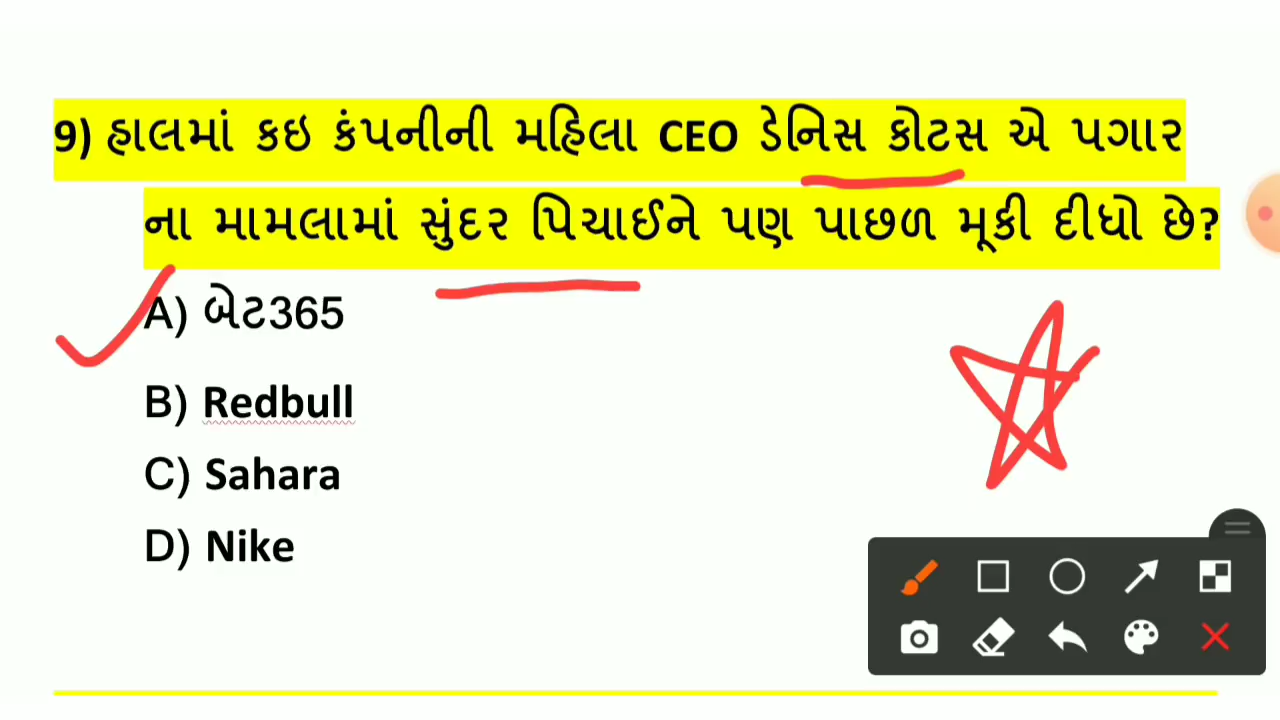 9) હાલમાં કઇ કંપનીની મહિલા CEO ડેનિસ કોટસ એ પગાર
ના મામલામાં સુંદર પિચાઈને પણ પાછળ મૂકી દીધો છે?
A) બેટ365
B) Redbull
C) Sahara
D) Nike